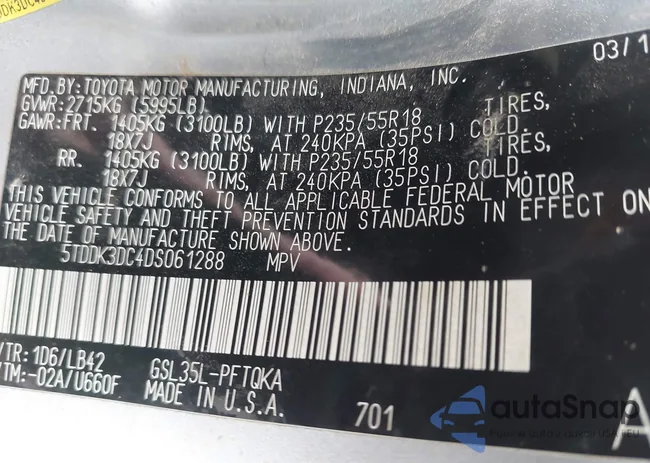 03/1
MFD.BY:TOYOTA MOTOR MANUFACTURING, INDIANA, INC.
GVWR:2715KG (5995LB)
GAWR:FRT. 1405KG (3100LB) WITH P235/55R18 TIRES,
18X7J RIMS, AT 240KPA (35PSI) COLD.
RR. 1405KG (3100LB) WITH P235/55R18 TIRES,
18X7J RIMS, AT 240KPA (35PSI) COLD.
THIS VEHICLE CONFORMS TO ALL APPLICABLE FEDERAL MOTOR
VEHICLE SAFETY AND THEFT PREVENTION STANDARDS IN EFFECT ON
THE DATE OF MANUFACTURE SHOWN ABOVE.
5TDDK3DC4DS061288 MPV
/TR: 1D6/LB42 GSL35L-PFTQKA
/TM:-02A/U660F MADE IN U.S.A. 701 A
autoSnap